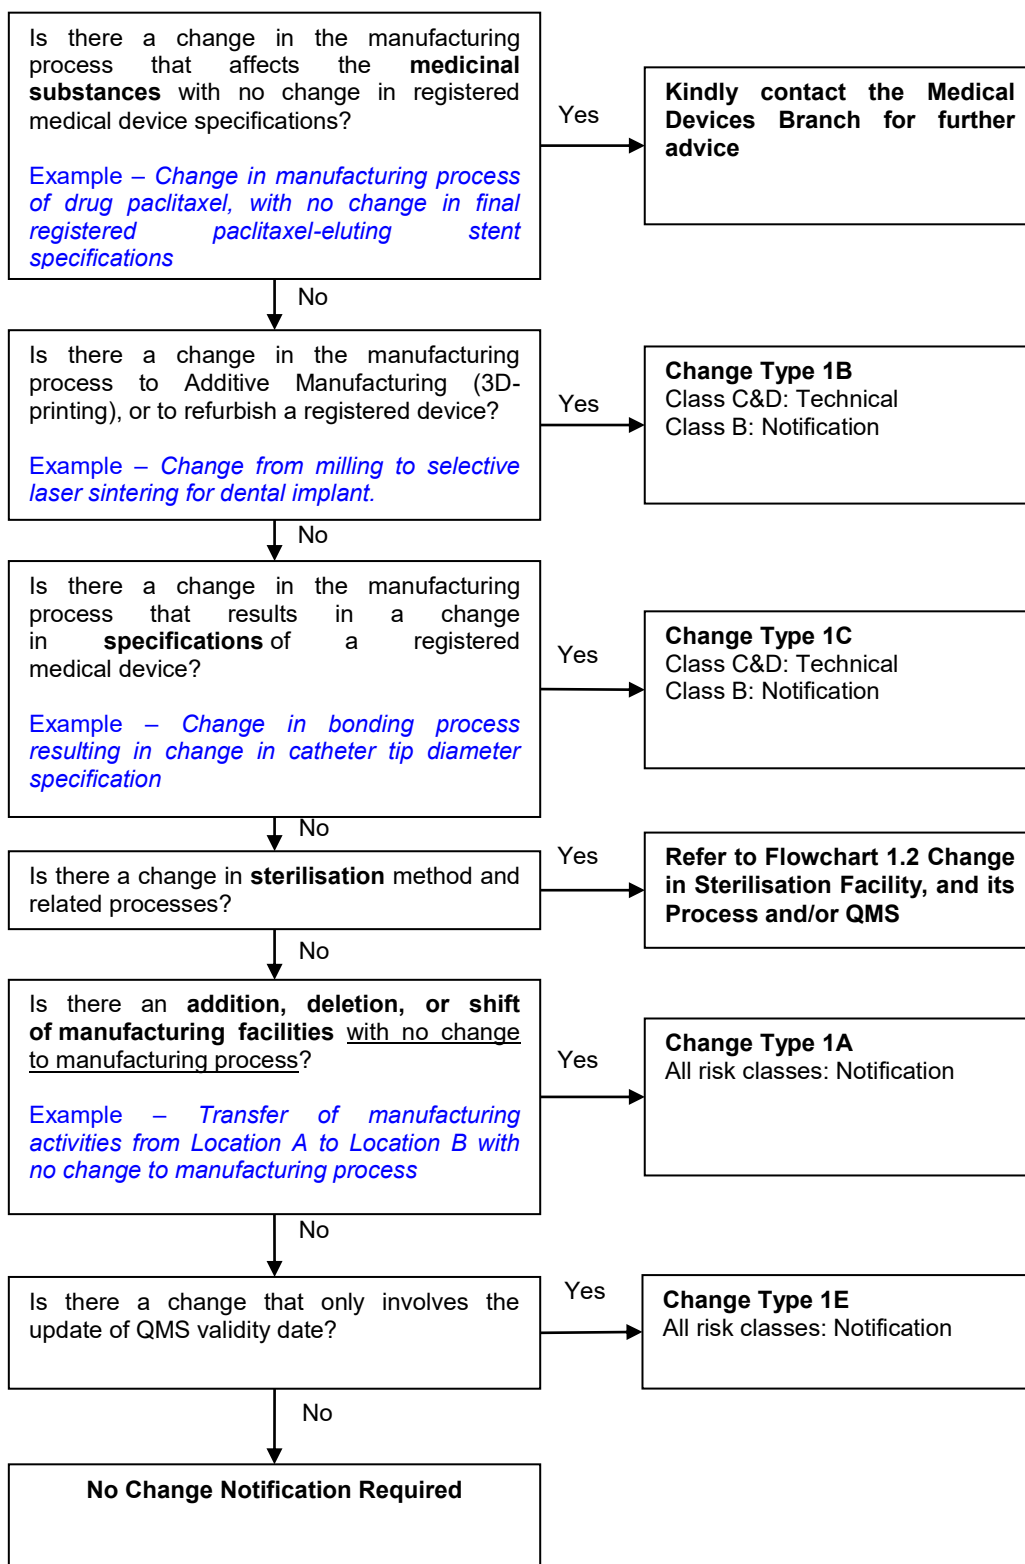 Is there a change in the manufacturing
process that affects the medicinal
substances with no change in registered
medical device specifications?
Example – Change in manufacturing process
of drug paclitaxel, with no change in final
registered paclitaxel-eluting stent
specifications
Yes
Kindly contact the Medical
Devices Branch for further
advice
No
Is there a change in the manufacturing
process to Additive Manufacturing (3D-
printing), or to refurbish a registered device?
Example – Change from milling to selective
laser sintering for dental implant.
Yes
Change Type 1B
Class C&D: Technical
Class B: Notification
No
Is there a change in the manufacturing
process that results in a change
in specifications of a registered
medical device?
Example – Change in bonding process
resulting in change in catheter tip diameter
specification
Yes
Change Type 1C
Class C&D: Technical
Class B: Notification
No
Is there a change in sterilisation method and
related processes?
Yes
Refer to Flowchart 1.2 Change
in Sterilisation Facility, and its
Process and/or QMS
No
Is there an addition, deletion, or shift
of manufacturing facilities with no change
to manufacturing process?
Example – Transfer of manufacturing
activities from Location A to Location B with
no change to manufacturing process
Yes
Change Type 1A
All risk classes: Notification
No
Is there a change that only involves the
update of QMS validity date?
Yes
Change Type 1E
All risk classes: Notification
No
No Change Notification Required